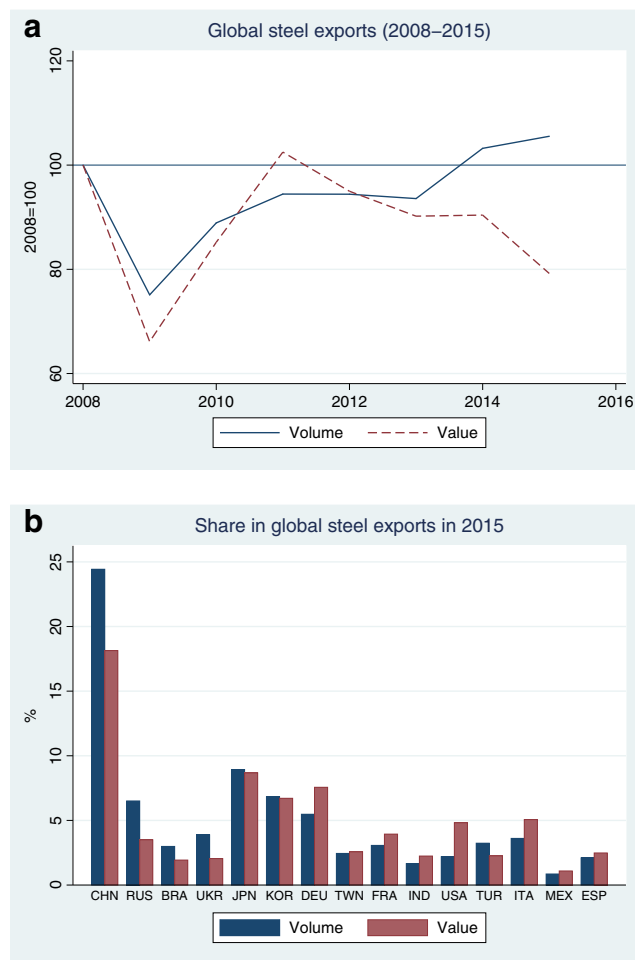 a
Global steel exports (2008–2015)
120
100
80
60
2008=100
2008 2010 2012 2014 2016
Volume Value
b
Share in global steel exports in 2015
25
20
15
10
5
0
%
CHN RUS BRA UKR JPN KOR DEU TWN FRA IND USA TUR ITA MEX ESP
Volume Value